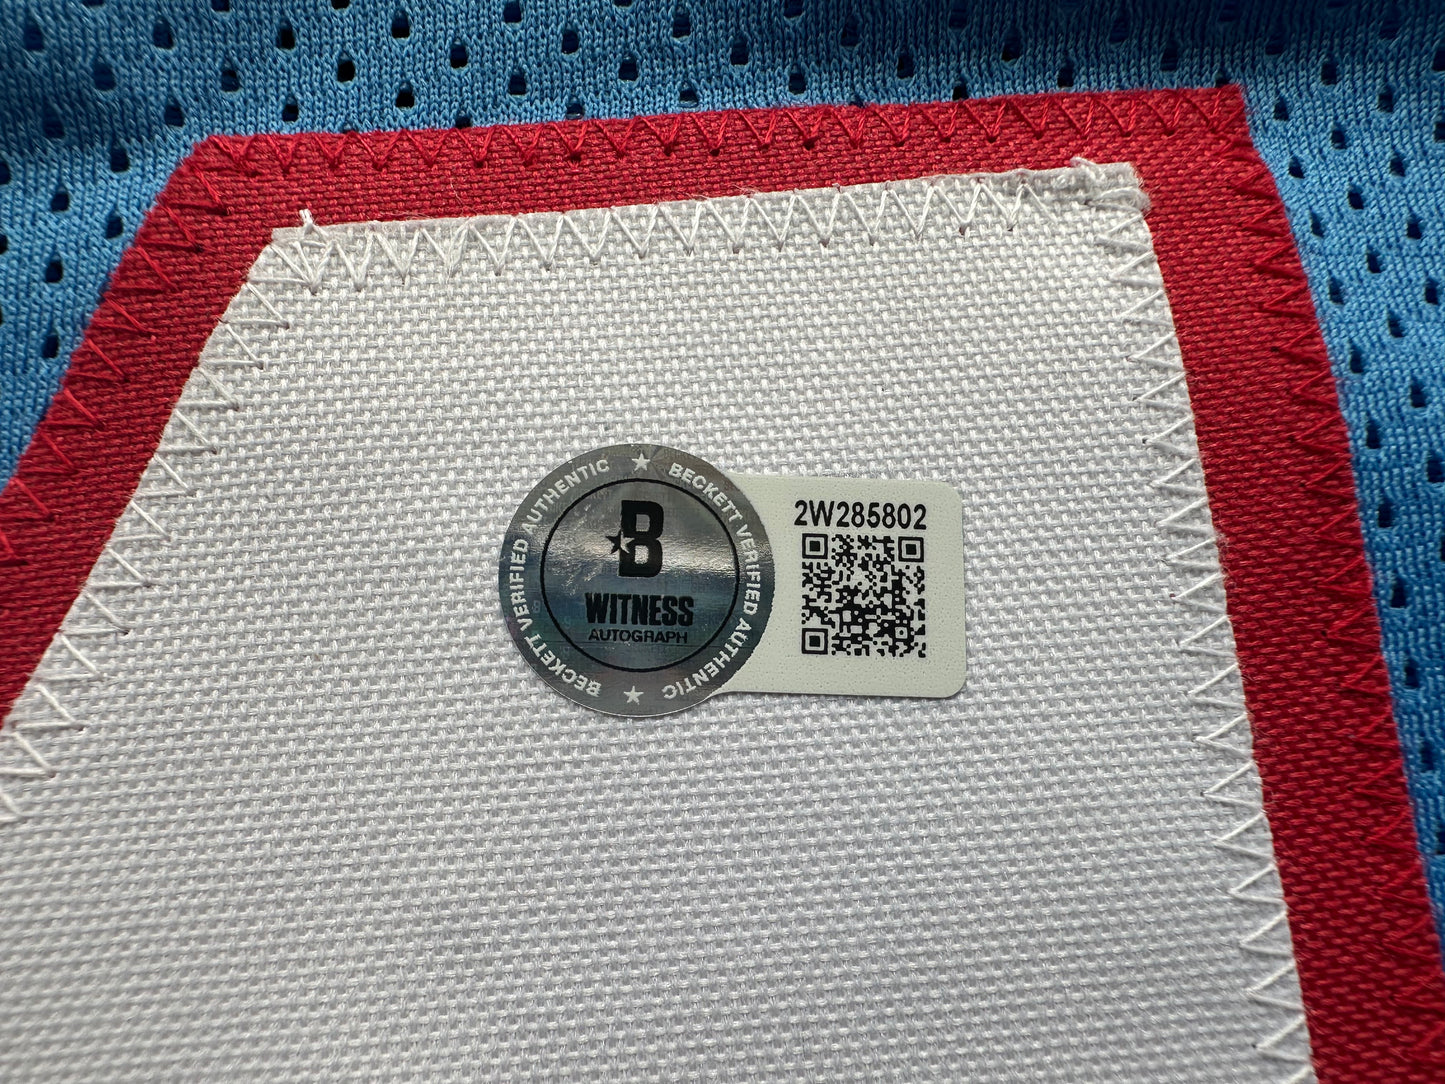 BECKETT VERIFIED AUTHENTIC ★ BECKETT VERIFIED AUTHENTIC ★
B
WITNESS
AUTOGRAPH
2W285802